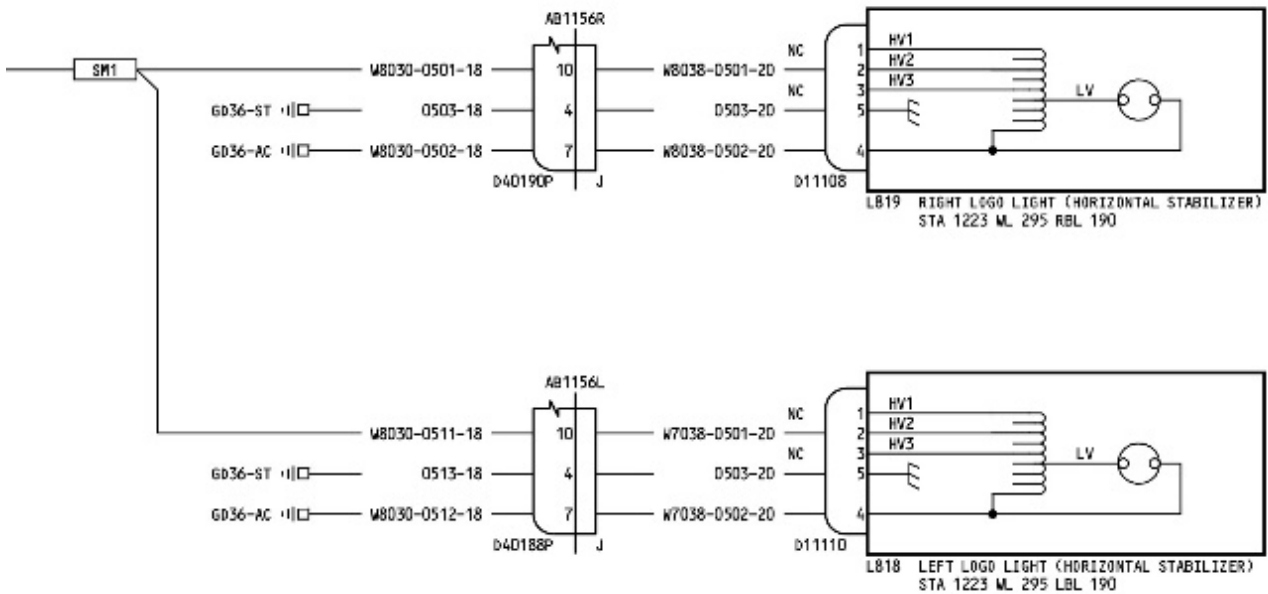 AB1156R
SM1
W8030-0501-18 10 W8038-0501-20 NC 1 HV1
2 HV2
NC 3 HV3
LV
GD36-ST 0503-18 4 0503-20 5
GD36-AC W8030-0502-18 7 W8038-0502-20 4
D40190P J D11108
L819 RIGHT LOGO LIGHT (HORIZONTAL STABILIZER)
STA 1223 WL 295 RBL 190
AB1156L
W8030-0511-18 10 W7038-0501-20 NC 1 HV1
2 HV2
NC 3 HV3
LV
GD36-ST 0513-18 4 0503-20 5
GD36-AC W8030-0512-18 7 W7038-0502-20 4
D40188P J D11110
L818 LEFT LOGO LIGHT (HORIZONTAL STABILIZER)
STA 1223 WL 295 LBL 190